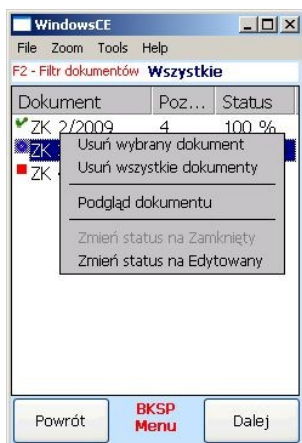 WindowsCE
File Zoom Tools Help
F2 - Filtr dokumentów Wszystkie
Dokument Poz... Status
ZK 2/2009 4 100 %
ZK
ZK
Usuń wybrany dokument
Usuń wszystkie dokumenty
Podgląd dokumentu
Zmień status na Zamknięty
Zmień status na Edytowany
Powrót
BKSP
Menu
Dalej